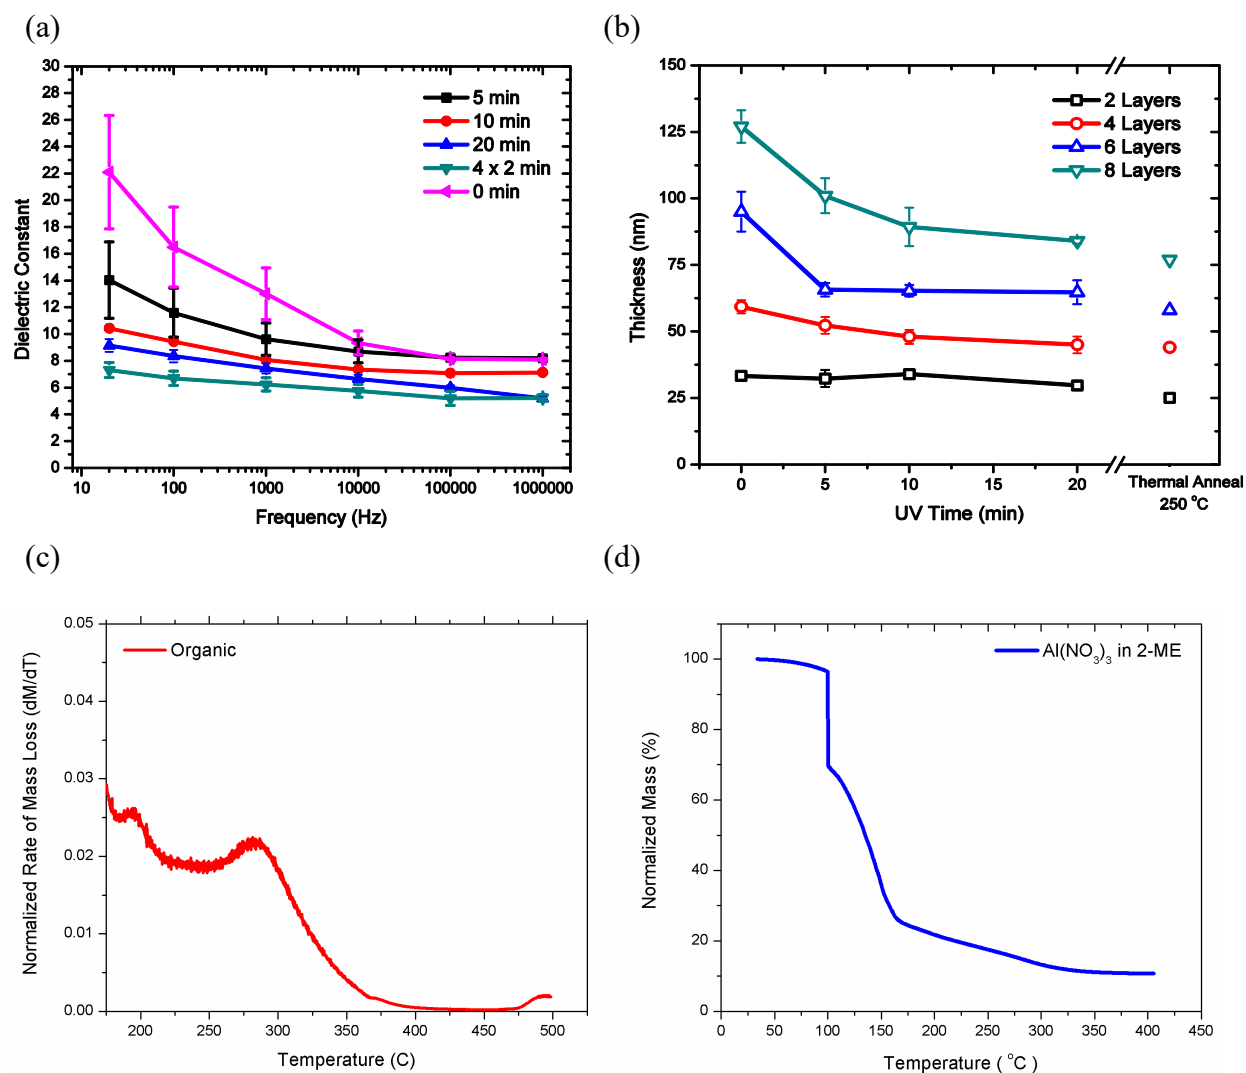 (a)
30
28
26
24
22
20
18
16
14
12
10
8
6
4
2
0
Dielectric Constant
5 min
10 min
20 min
4 x 2 min
0 min
10 100 1000 10000 100000 1000000
Frequency (Hz)
(b)
150
125
100
75
50
25
0
Thickness (nm)
2 Layers
4 Layers
6 Layers
8 Layers
0 5 10 20 Thermal Anneal
250 °C
UV Time (min)
(c)
0.05
0.04
0.03
0.02
0.01
0.00
Normalized Rate of Mass Loss (dM/dT)
Organic
200 250 300 350 400 450 500
Temperature (C)
(d)
100
80
60
40
20
0
Normalized Mass (%)
Al(NO₃)₃ in 2-ME
0 50 100 150 200 250 300 350 400 450
Temperature ( °C )